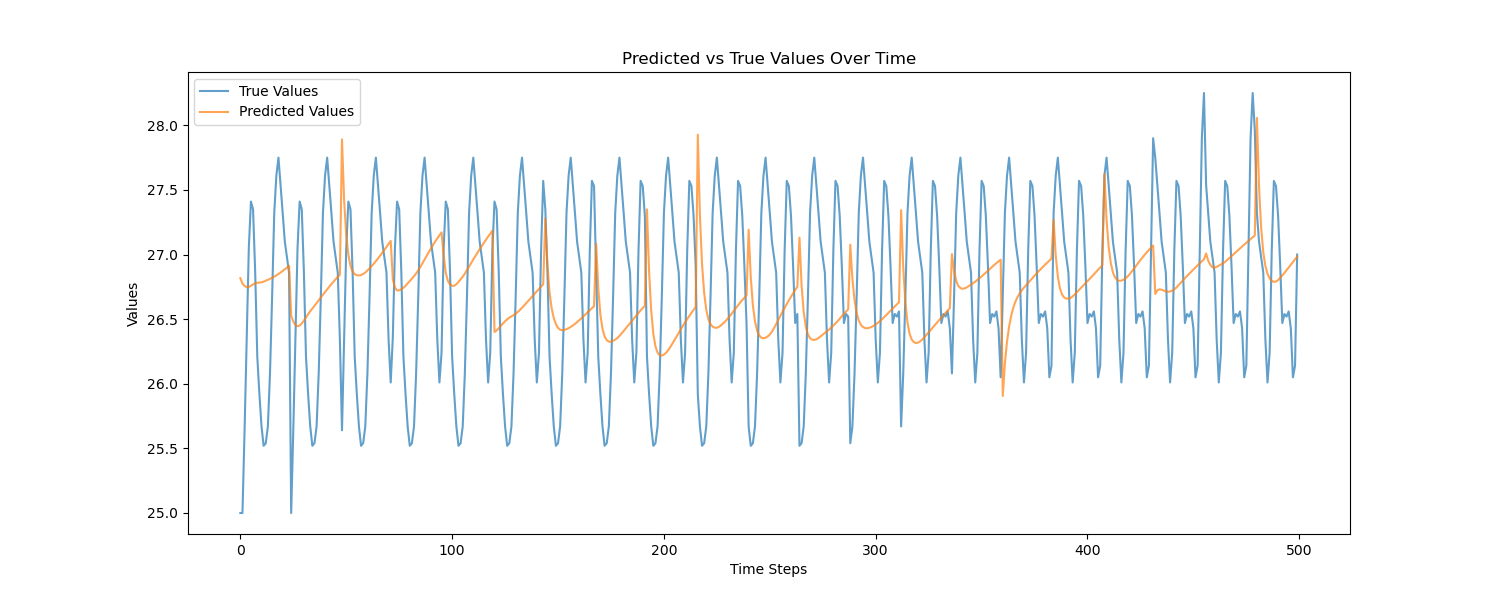 Predicted vs True Values Over Time
True Values
Predicted Values
Values
28.0
27.5
27.0
26.5
26.0
25.5
25.0
0
100
200
300
400
500
Time Steps